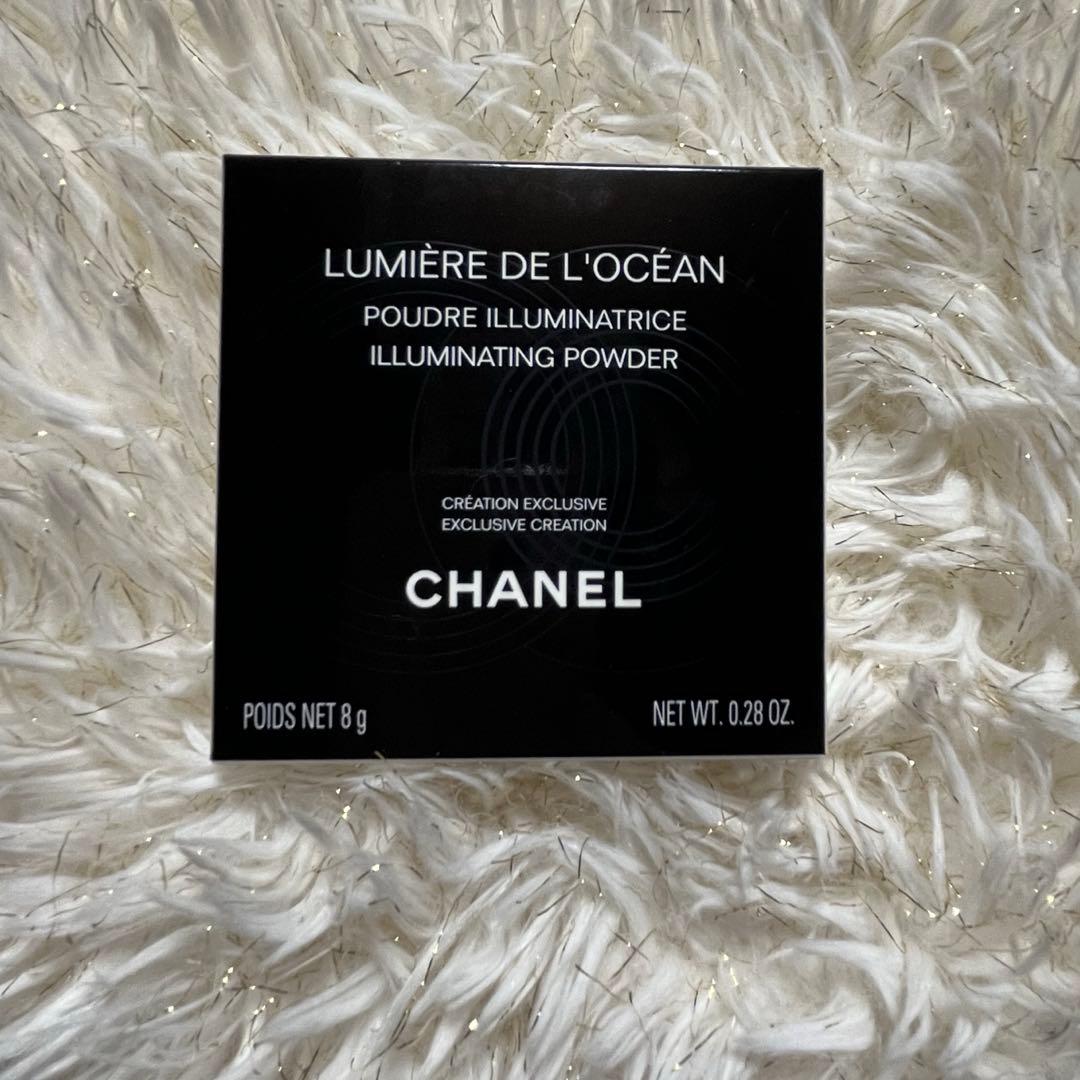 LUMIÈRE DE L'OCÉAN
POUDRE ILLUMINATRICE
ILLUMINATING POWDER
CRÉATION EXCLUSIVE
EXCLUSIVE CREATION
CHANEL
POIDS NET 8 g NET WT. 0.28 OZ.